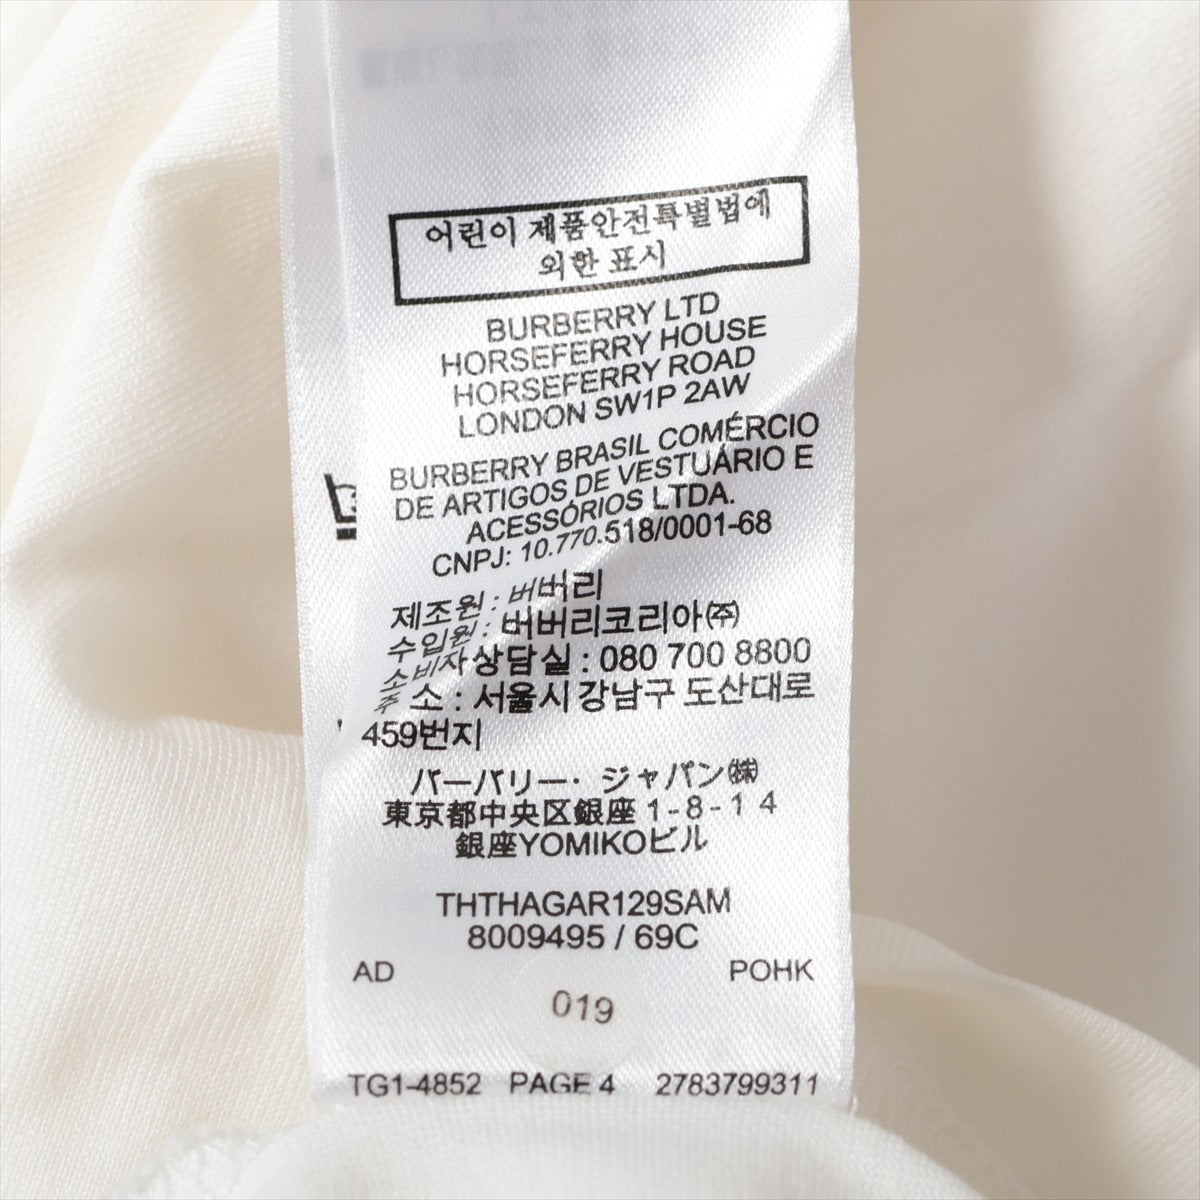 어린이 제품안전특별법에
외한 표시
BURBERRY LTD
HORSEFERRY HOUSE
HORSEFERRY ROAD
LONDON SW1P 2AW
BURBERRY BRASIL COMÉRCIO
DE ARTIGOS DE VESTUÁRIO E
ACESSÓRIOS LTDA.
CNPJ: 10.770.518/0001-68
제조원 : 버버리
수입원 : 버버리코리아㈜
소비자상담실 : 080 700 8800
주 소 : 서울시 강남구 도산대로
459번지
バーバリー・ジャパン㈱
東京都中央区銀座 1-8-14
銀座YOMIKOビル
THTHAGAR129SAM
8009495 / 69C
AD POHK
019
TG1-4852 PAGE 4 2783799311